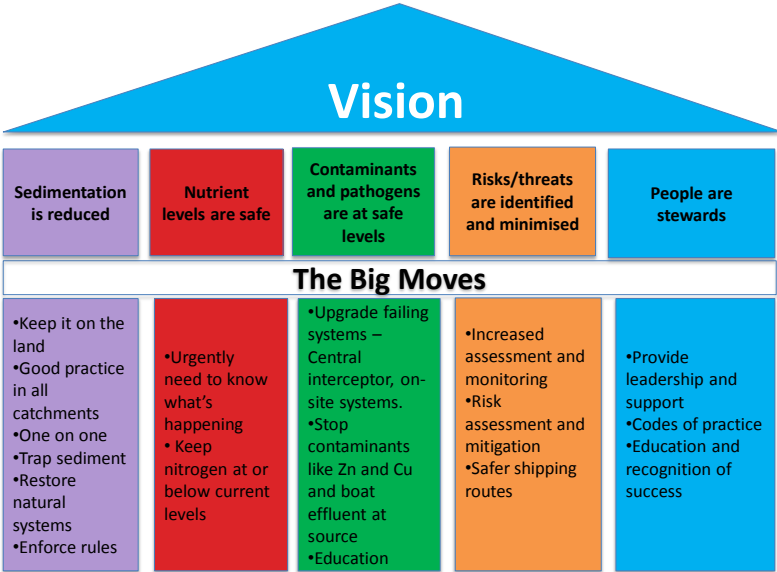 Vision
Sedimentation
is reduced
Nutrient
levels are safe
Contaminants
and pathogens
are at safe
levels
Risks/threats
are identified
and minimised
People are
stewards
The Big Moves
•Keep it on the
land
•Good practice
in all
catchments
•One on one
•Trap sediment
•Restore
natural
systems
•Enforce rules
•Urgently
need to know
what's
happening
• Keep
nitrogen at or
below current
levels
•Upgrade failing
systems –
Central
interceptor, on-
site systems.
•Stop
contaminants
like Zn and Cu
and boat
effluent at
source
•Education
•Increased
assessment and
monitoring
•Risk
assessment and
mitigation
•Safer shipping
routes
•Provide
leadership and
support
•Codes of practice
•Education and
recognition of
success